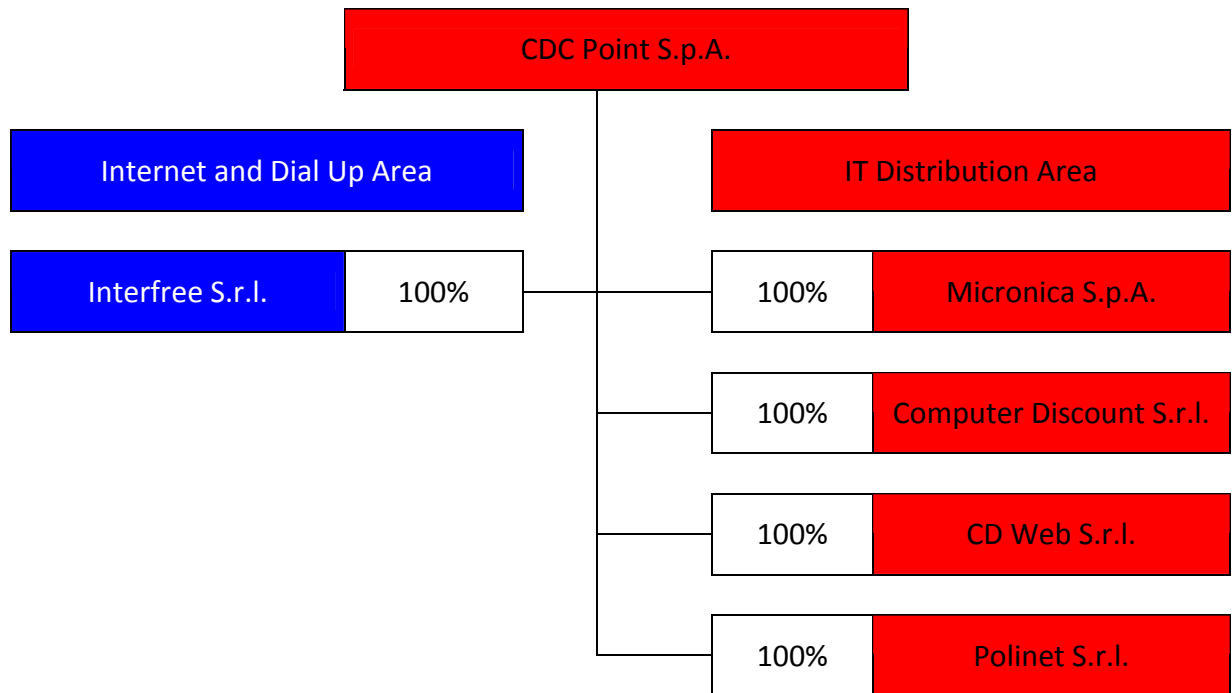 CDC Point S.p.A.
Internet and Dial Up Area
IT Distribution Area
Interfree S.r.l.
100%
100%
Micronica S.p.A.
100%
Computer Discount S.r.l.
100%
CD Web S.r.l.
100%
Polinet S.r.l.